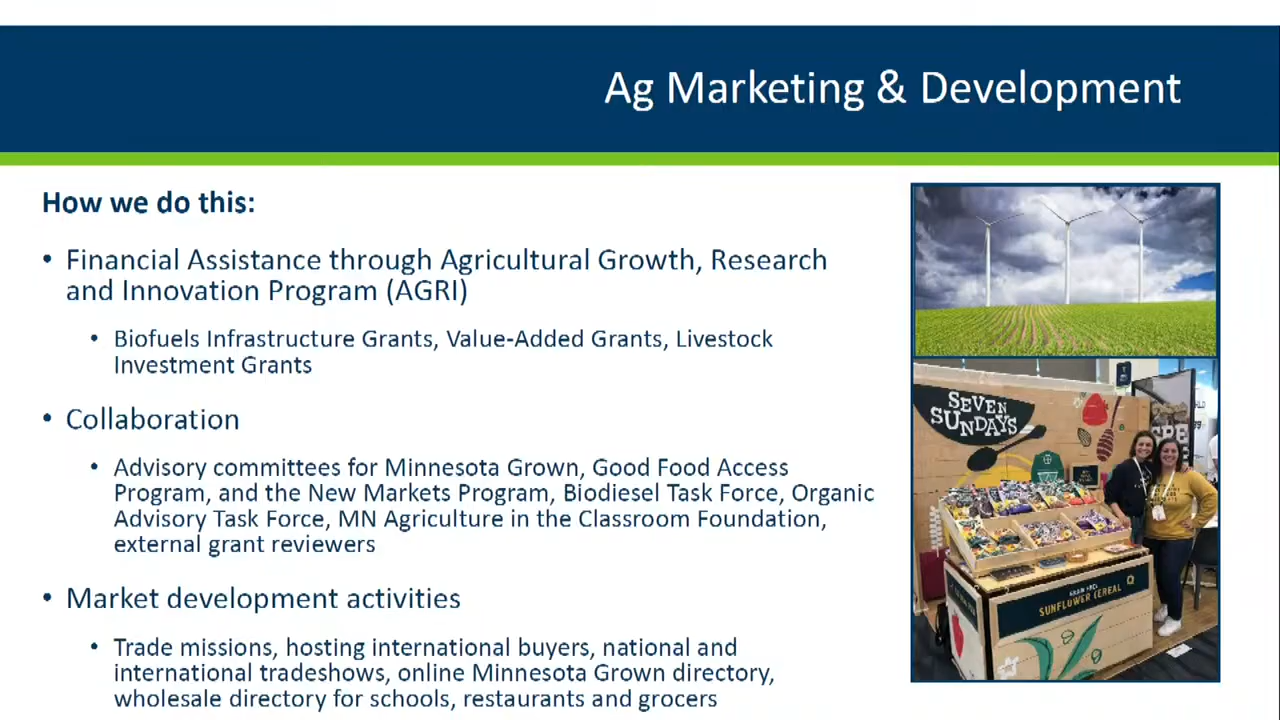 Ag Marketing & Development
How we do this:
• Financial Assistance through Agricultural Growth, Research
and Innovation Program (AGRI)
• Biofuels Infrastructure Grants, Value-Added Grants, Livestock
Investment Grants
• Collaboration
• Advisory committees for Minnesota Grown, Good Food Access
Program, and the New Markets Program, Biodiesel Task Force, Organic
Advisory Task Force, MN Agriculture in the Classroom Foundation,
external grant reviewers
• Market development activities
• Trade missions, hosting international buyers, national and
international tradeshows, online Minnesota Grown directory,
wholesale directory for schools, restaurants and grocers
SEVEN
SUNDAYS
SUNFLOWER CEREAL